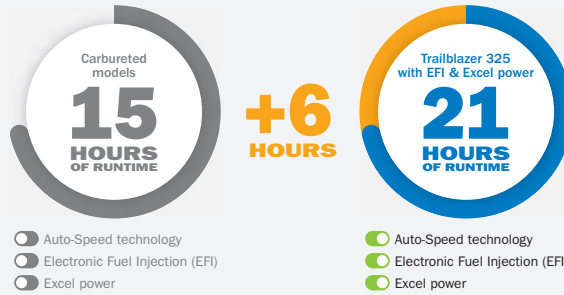 Carbureted
models
15
HOURS
OF RUNTIME
+6
HOURS
Trailblazer 325
with EFI & Excel power
21
HOURS
OF RUNTIME
Auto-Speed technology
Electronic Fuel Injection (EFI)
Excel power
Auto-Speed technology
Electronic Fuel Injection (EFI
Excel power